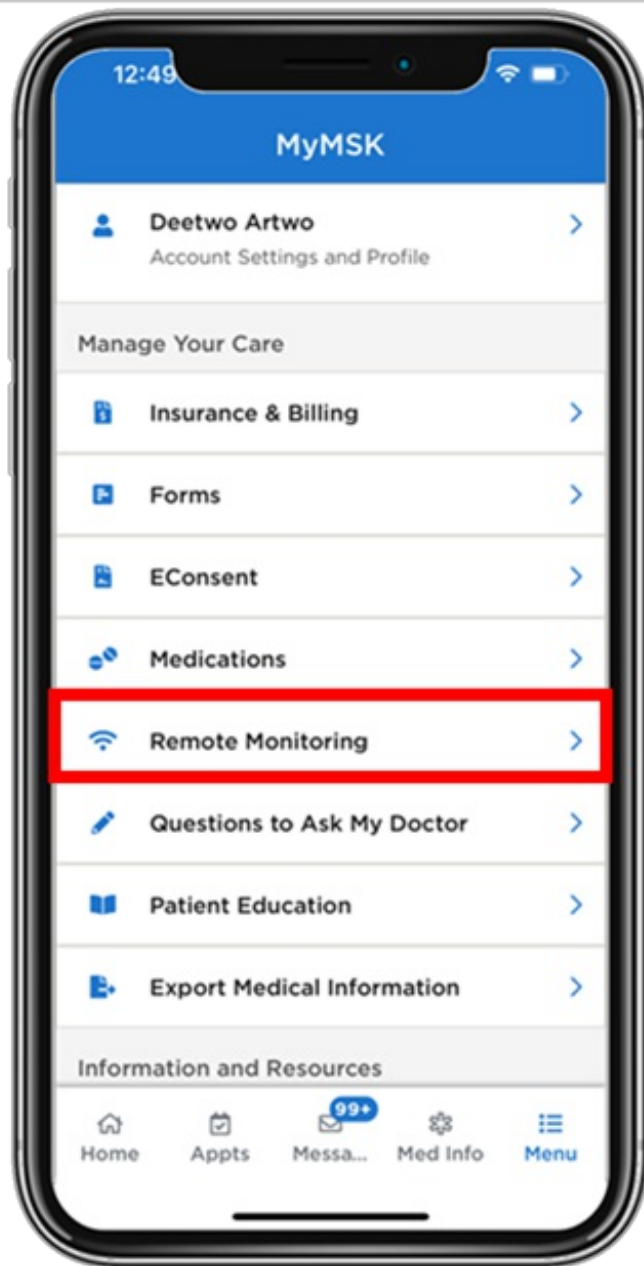 12:49
MyMSK
Deetwo Artwo
Account Settings and Profile
Manage Your Care
Insurance & Billing
Forms
EConsent
Medications
Remote Monitoring
Questions to Ask My Doctor
Patient Education
Export Medical Information
Information and Resources
99+
Home Appts Messa... Med Info Menu